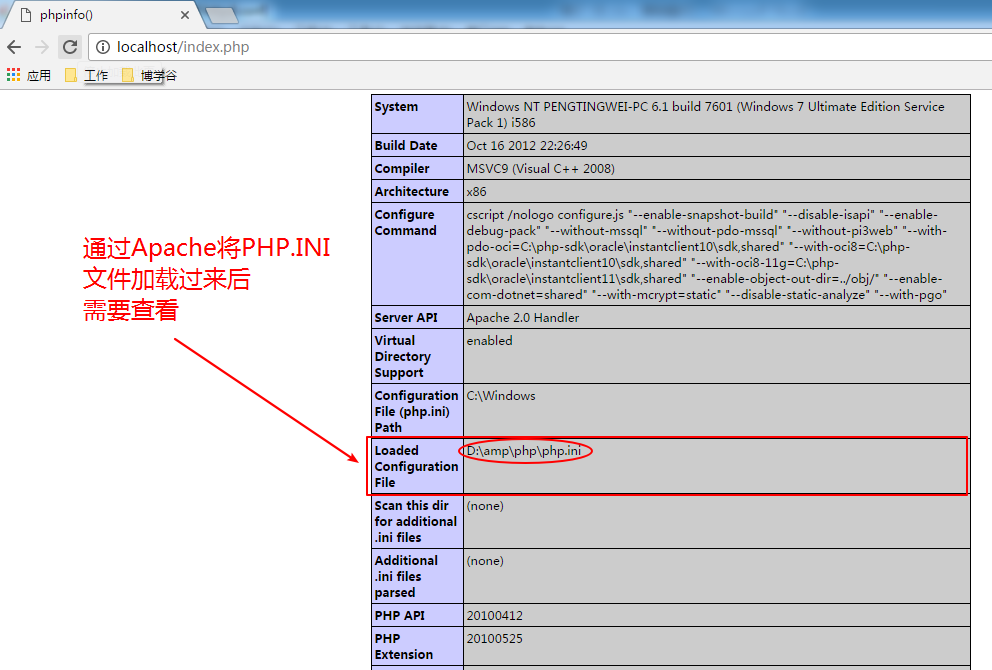 phpinfo()
localhost/index.php
应用 工作 博学谷
System Windows NT PENGTINGWEI-PC 6.1 build 7601 (Windows 7 Ultimate Edition Service
Pack 1) i586
Build Date Oct 16 2012 22:26:49
Compiler MSVC9 (Visual C++ 2008)
Architecture x86
Configure cscript /nologo configure.js "--enable-snapshot-build" "--disable-isapi" "--enable-
Command debug-pack" "--without-mssql" "--without-pdo-mssql" "--without-pi3web" "--with-
pdo-oci=C:\php-sdk\oracle\instantclient10\sdk,shared" "--with-oci8=C:\php-
sdk\oracle\instantclient10\sdk,shared" "--with-oci8-11g=C:\php-
sdk\oracle\instantclient11\sdk,shared" "--enable-object-out-dir=../obj/" "--enable-
com-dotnet=shared" "--with-mcrypt=static" "--disable-static-analyze" "--with-pgo"
通过Apache将PHP.INI
文件加载过来后
需要查看
Server API Apache 2.0 Handler
Virtual enabled
Directory
Support
Configuration C:\Windows
File (php.ini)
Path
Loaded D:\amp\php\php.ini
Configuration
File
Scan this dir (none)
for additional
.ini files
Additional (none)
.ini files
parsed
PHP API 20100412
PHP 20100525
Extension